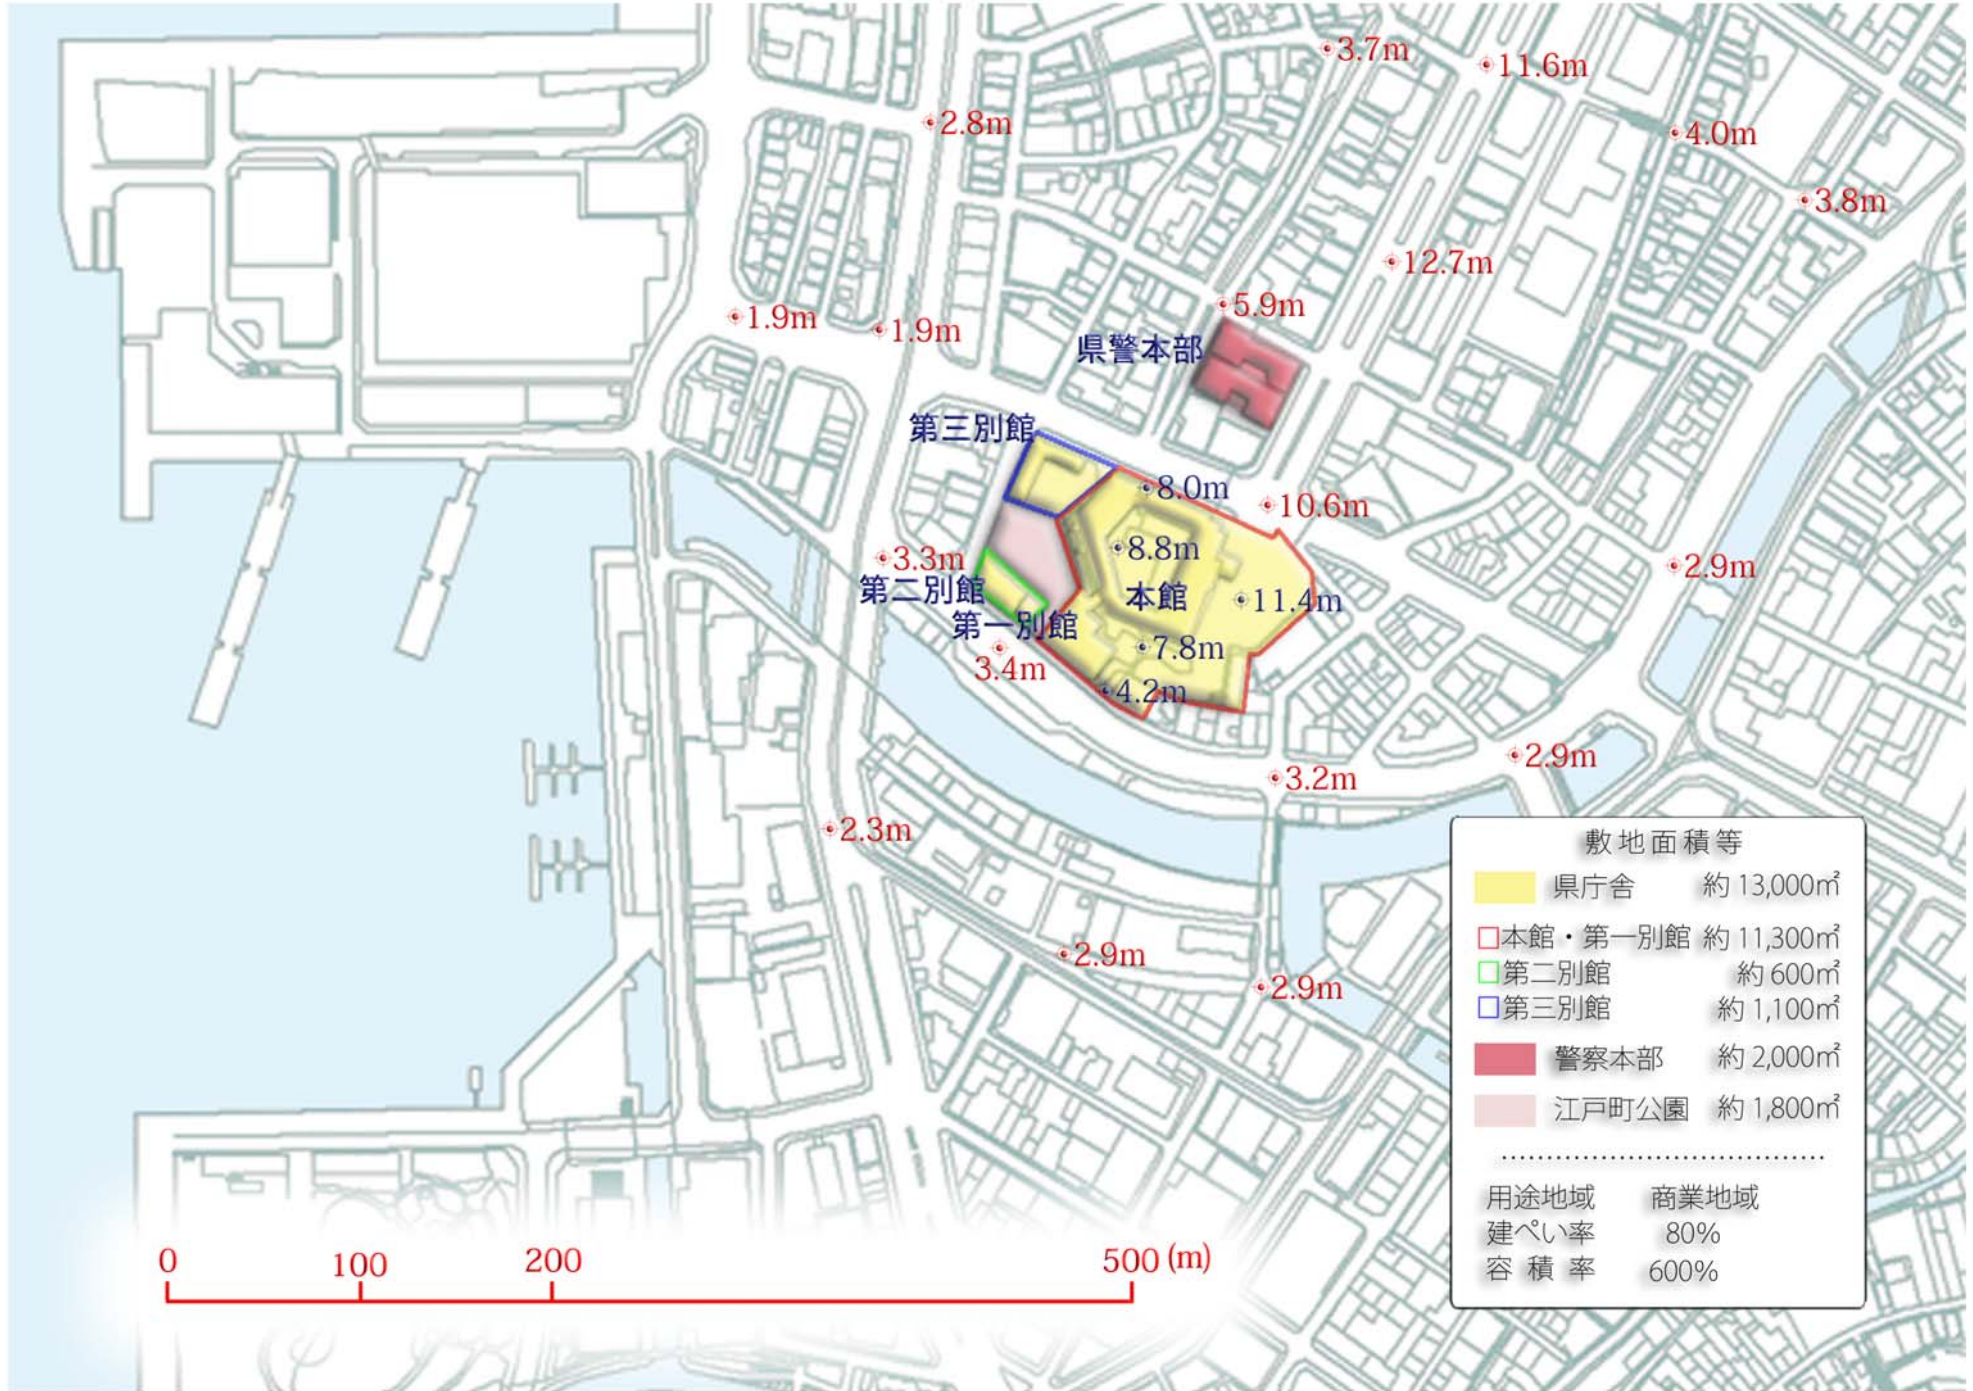 3.7m
11.6m
2.8m
4.0m
3.8m
12.7m
5.9m
1.9m
1.9m
県警本部
第三別館
8.0m
10.6m
3.3m
8.8m
2.9m
第二別館
本館
11.4m
第一別館
7.8m
3.4m
4.2m
2.9m
3.2m
2.3m
2.9m
2.9m
敷地面積等
県庁舎 約13,000㎡
本館・第一別館 約11,300㎡
第二別館 約600㎡
第三別館 約1,100㎡
警察本部 約2,000㎡
江戸町公園 約1,800㎡
用途地域 商業地域
建ぺい率 80%
容積率 600%
0 100 200 500 (m)